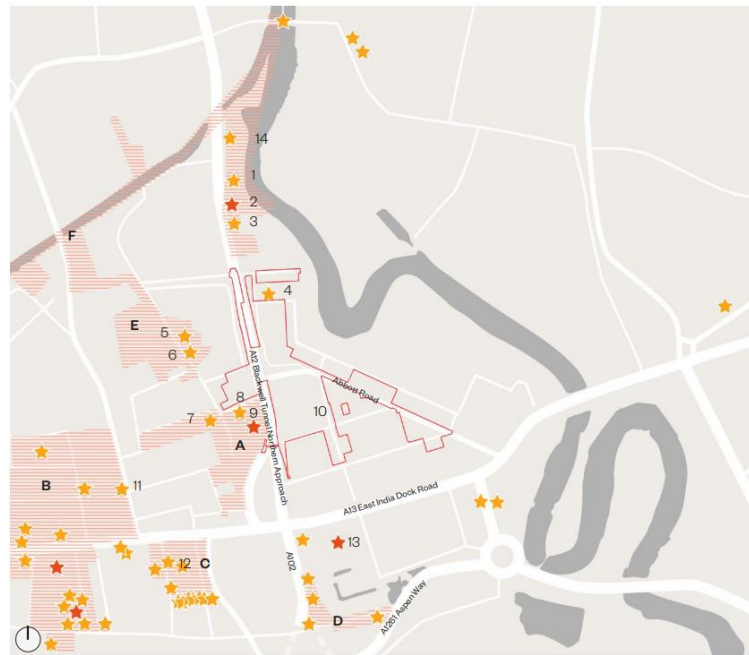 14
1
2
3
F
4
E
5
6
A12 Blackwall Tunnel Northern Approach
Abbott Road
8
7
9
10
A
B
11
A13 East India Dock Road
A102
13
12
C
A1261 Aspen Way
D